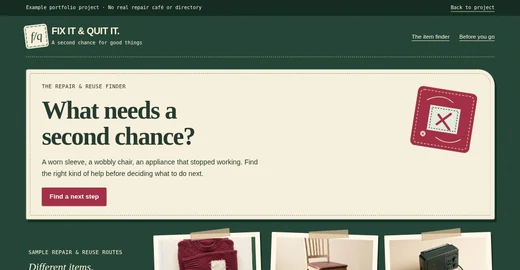 Example portfolio project · No real repair café or directory
Back to project
f/q
FIX IT & QUIT IT.
A second chance for good things
The item finder
Before you go
THE REPAIR & REUSE FINDER
What needs a
second chance?
A worn sleeve, a wobbly chair, an appliance that stopped working. Find
the right kind of help before deciding what to do next.
Find a next step
SAMPLE REPAIR & REUSE ROUTES
Different items.